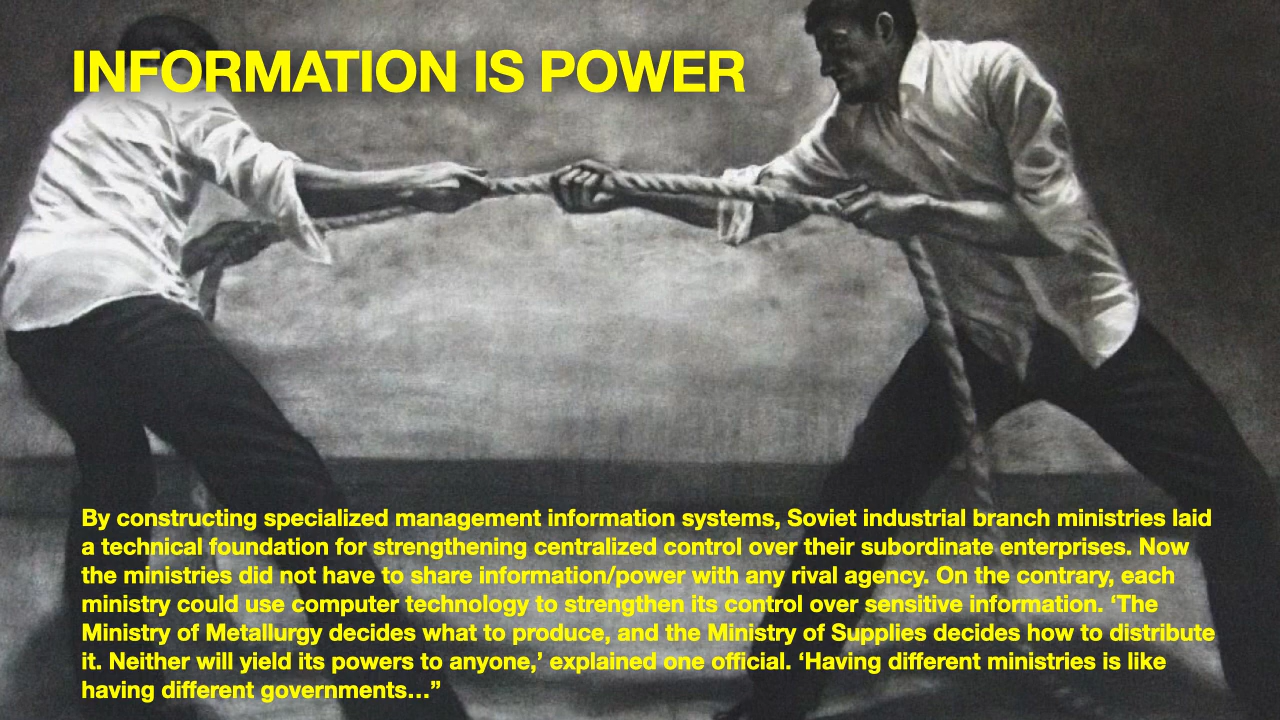 INFORMATION IS POWER
By constructing specialized management information systems, Soviet industrial branch ministries laid
a technical foundation for strengthening centralized control over their subordinate enterprises. Now
the ministries did not have to share information/power with any rival agency. On the contrary, each
ministry could use computer technology to strengthen its control over sensitive information. ‘The
Ministry of Metallurgy decides what to produce, and the Ministry of Supplies decides how to distribute
it. Neither will yield its powers to anyone,’ explained one official. ‘Having different ministries is like
having different governments…”